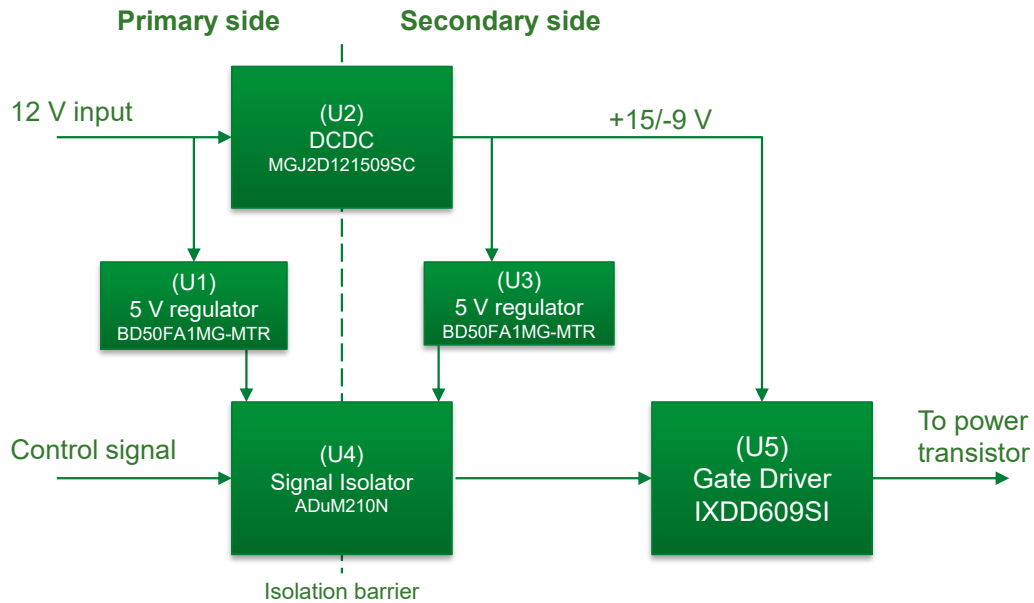 Primary side
Secondary side
12 V input
(U2)
DCDC
MGJ2D121509SC
+15/-9 V
(U1)
5 V regulator
BD50FA1MG-MTR
(U3)
5 V regulator
BD50FA1MG-MTR
Control signal
(U4)
Signal Isolator
ADuM210N
(U5)
Gate Driver
IXDD609SI
To power
transistor
Isolation barrier